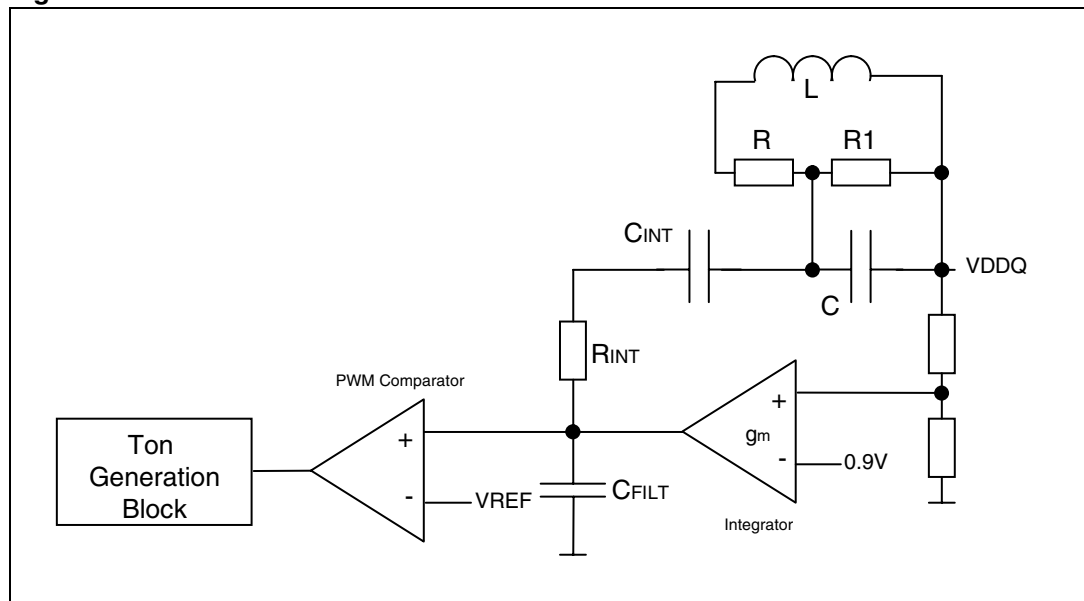 L
R
R1
CINT
C
VDDQ
RINT
PWM Comparator
+
gm
-
0.9V
Ton
Generation
Block
+
-
VREF
CFILT
Integrator